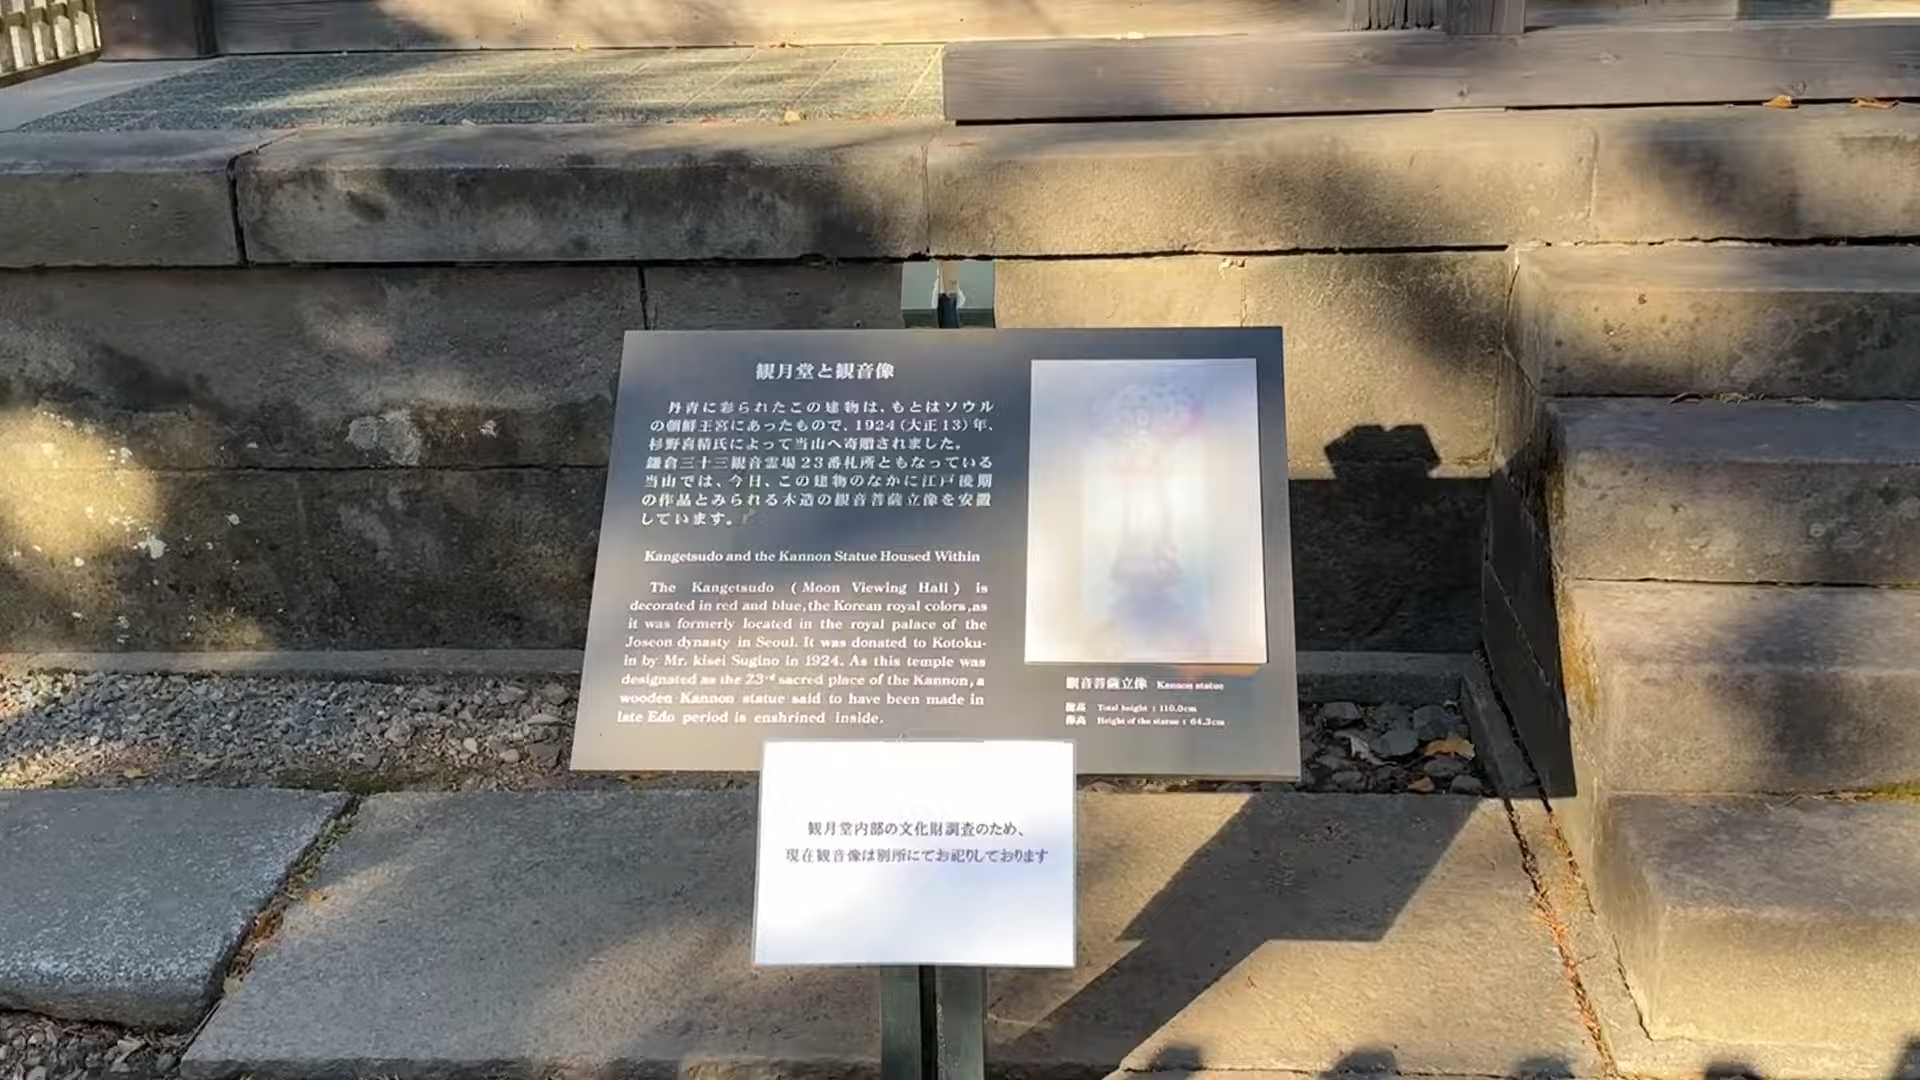 観月堂と観音像
丹青に彩られたこの建物は、もとはソウル
の朝鮮王宮にあったもので、1924(大正13)年、
杉野喜精氏によって当山へ寄贈されました。
鎌倉三十三観音霊場23番札所ともなっている
当山では、今日、この建物のなかに江戸後期
の作品とみられる木造の観音菩薩立像を安置
しています。
Kangetsudo and the Kannon Statue Housed Within
The Kangetsudo (Moon Viewing Hall) is
decorated in red and blue,the Korean royal colors,as
it was formerly located in the royal palace of the
Joseon dynasty in Seoul. It was donated to Kotoku-
in by Mr. kisei Sugino in 1924. As this temple was
designated as the 23rd sacred place of the Kannon,a
wooden Kannon statue said to have been made in
late Edo period is enshrined inside.
観音菩薩立像 Kannon statue
総高 Total height : 110.0cm
像高 Height of the statue : 64.3cm
観月堂内部の文化財調査のため、
現在観音像は別所にてお祀りしております